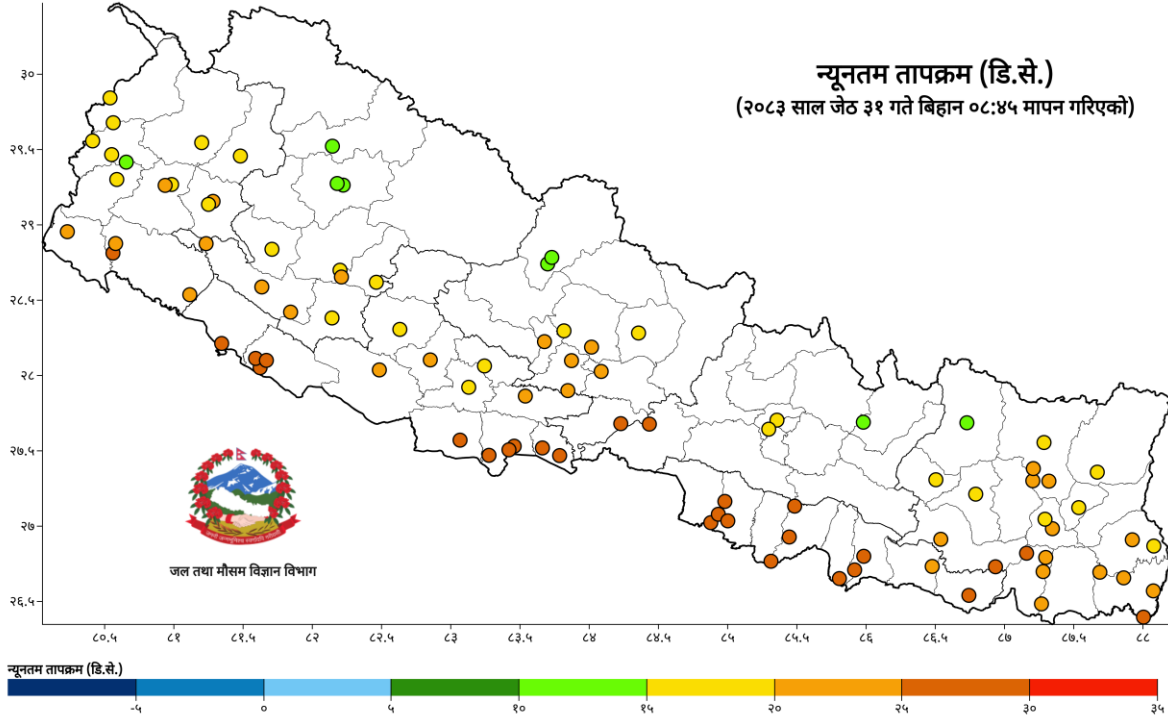 न्यूनतम तापक्रम (डि.से.)
(२०८३ साल जेठ ३१ गते बिहान ०८:४५ मापन गरिएको)
३०
२९.५
२९
२८.५
२८
२७.५
२७
२६.५
जल तथा मौसम विज्ञान विभाग
८०.५ ८१ ८१.५ ८२ ८२.५ ८३ ८३.५ ८४ ८४.५ ८५ ८५.५ ८६ ८६.५ ८७ ८७.५ ८८
न्यूनतम तापक्रम (डि.से.)
-५ ० ५ १० १५ २० २५ ३० ३५